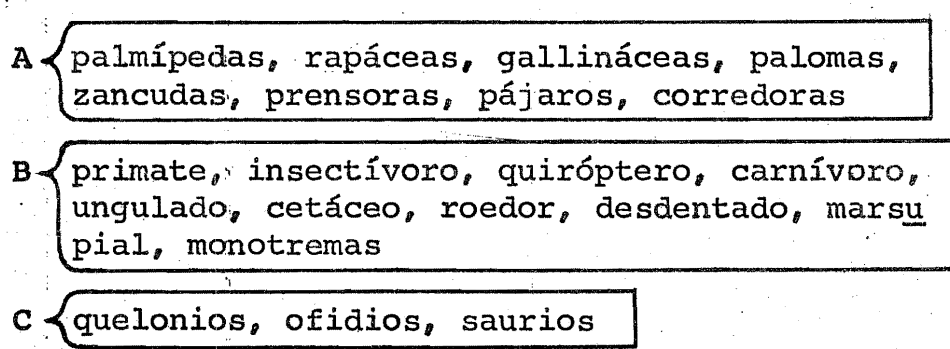 A palmípedas, rapáceas, gallináceas, palomas,
zancudas, prensoras, pájaros, corredoras
B primate, insectívoro, quiróptero, carnívoro,
ungulado, cetáceo, roedor, desdentado, marsu
pial, monotremas
C quelonios, ofidios, saurios